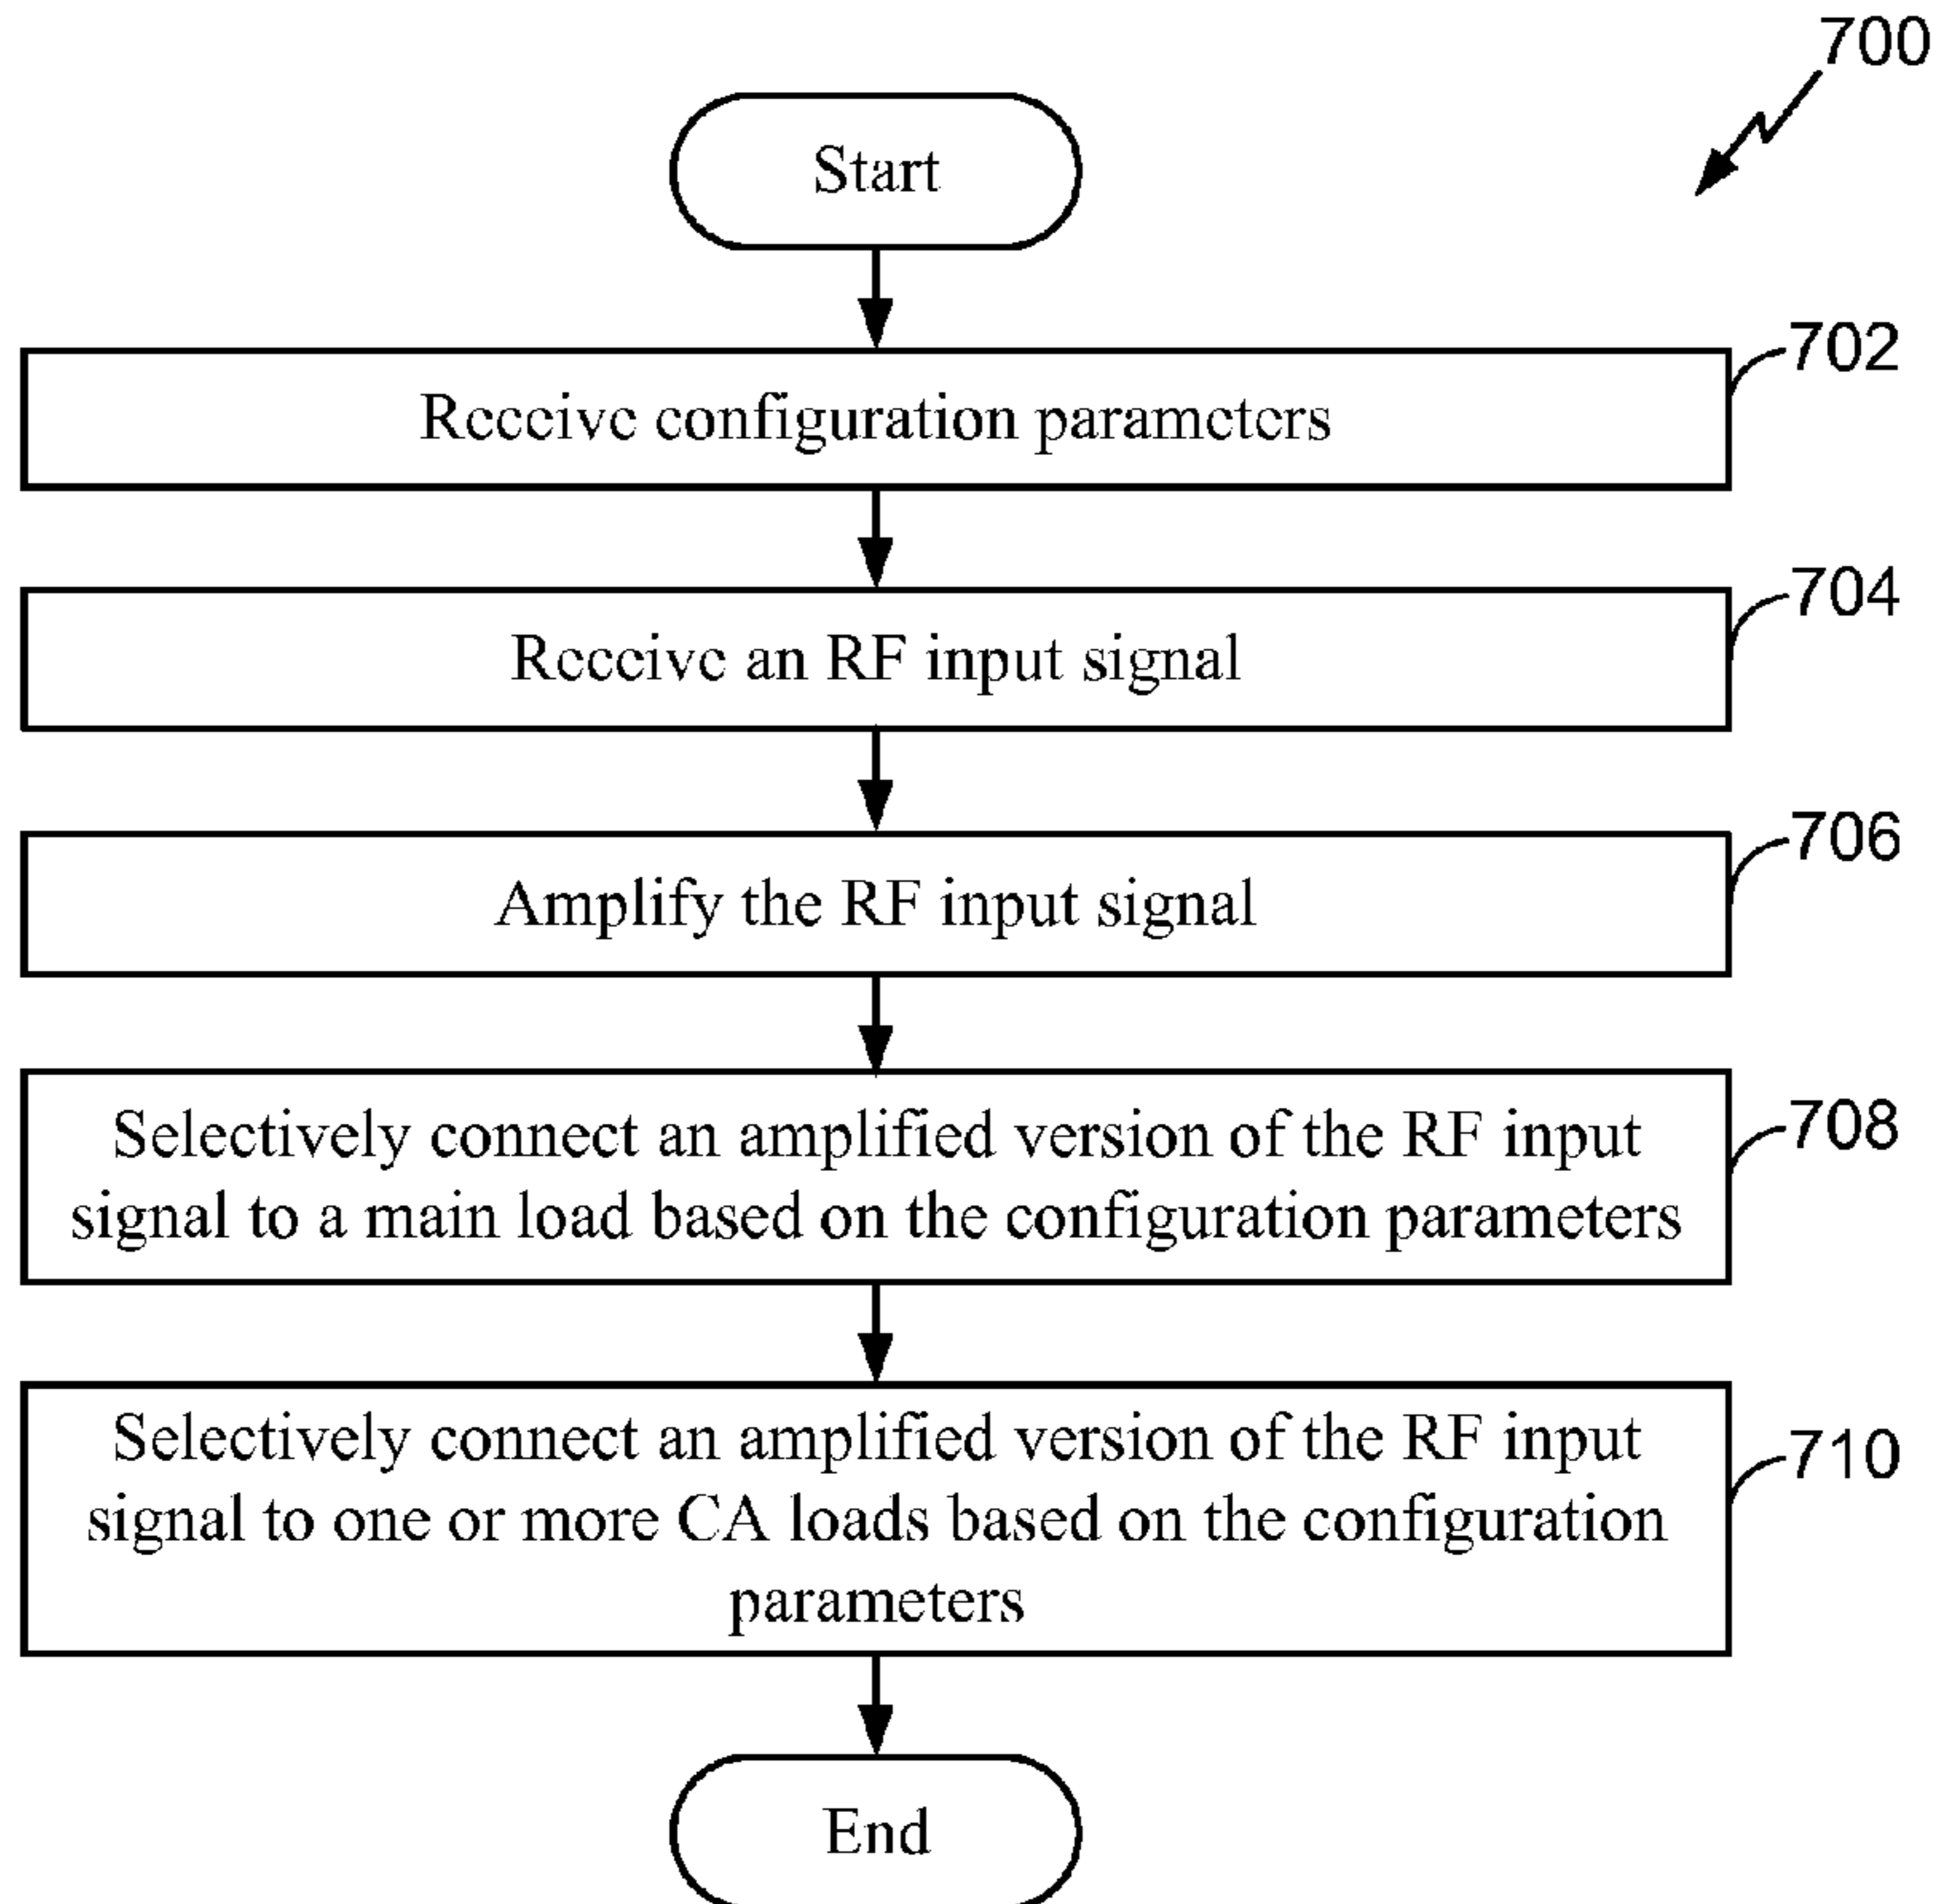 700
Start
702
Receive configuration parameters
704
Receive an RF input signal
706
Amplify the RF input signal
708
Selectively connect an amplified version of the RF input
signal to a main load based on the configuration parameters
710
Selectively connect an amplified version of the RF input
signal to one or more CA loads based on the configuration
parameters
End